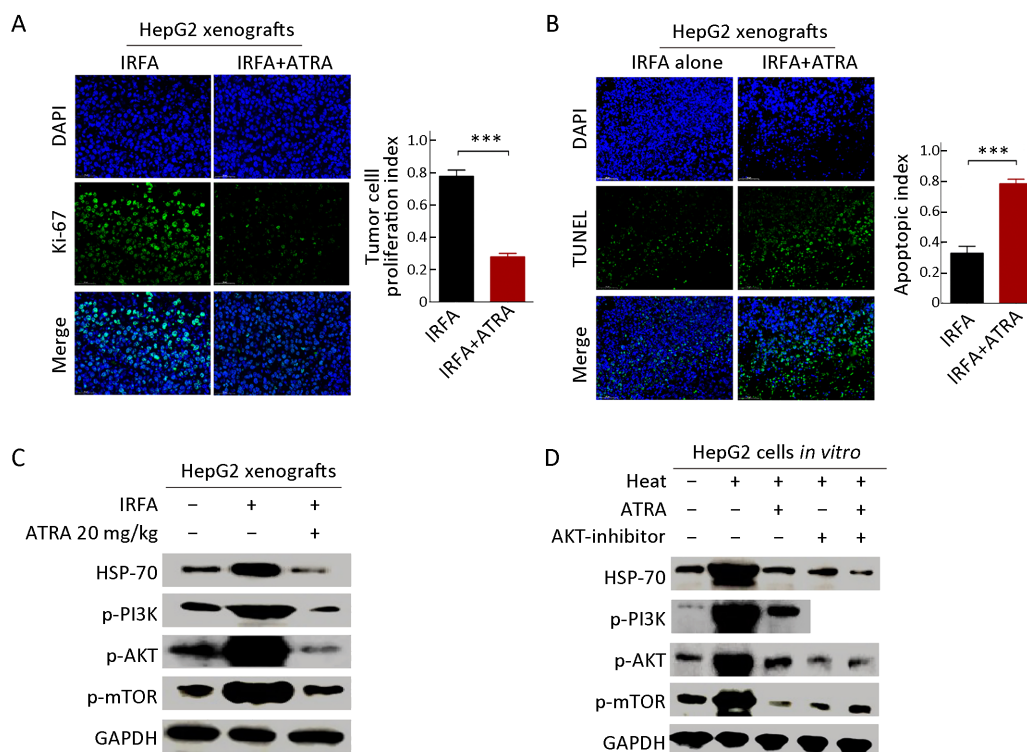 A
HepG2 xenografts
IRFA IRFA+ATRA
DAPI
Ki-67
Merge
Tumor celll
proliferation index
1.0
0.8
0.6
0.4
0.2
0
***
IRFA
IRFA+ATRA
B
HepG2 xenografts
IRFA alone IRFA+ATRA
DAPI
TUNEL
Merge
Apoptopic index
1.0
0.8
0.6
0.4
0.2
0
***
IRFA
IRFA+ATRA
C
HepG2 xenografts
IRFA – + +
ATRA 20 mg/kg – – +
HSP-70
p-PI3K
p-AKT
p-mTOR
GAPDH
D
HepG2 cells in vitro
Heat – + + + +
ATRA – – + – +
AKT-inhibitor – – – + +
HSP-70
p-PI3K
p-AKT
p-mTOR
GAPDH